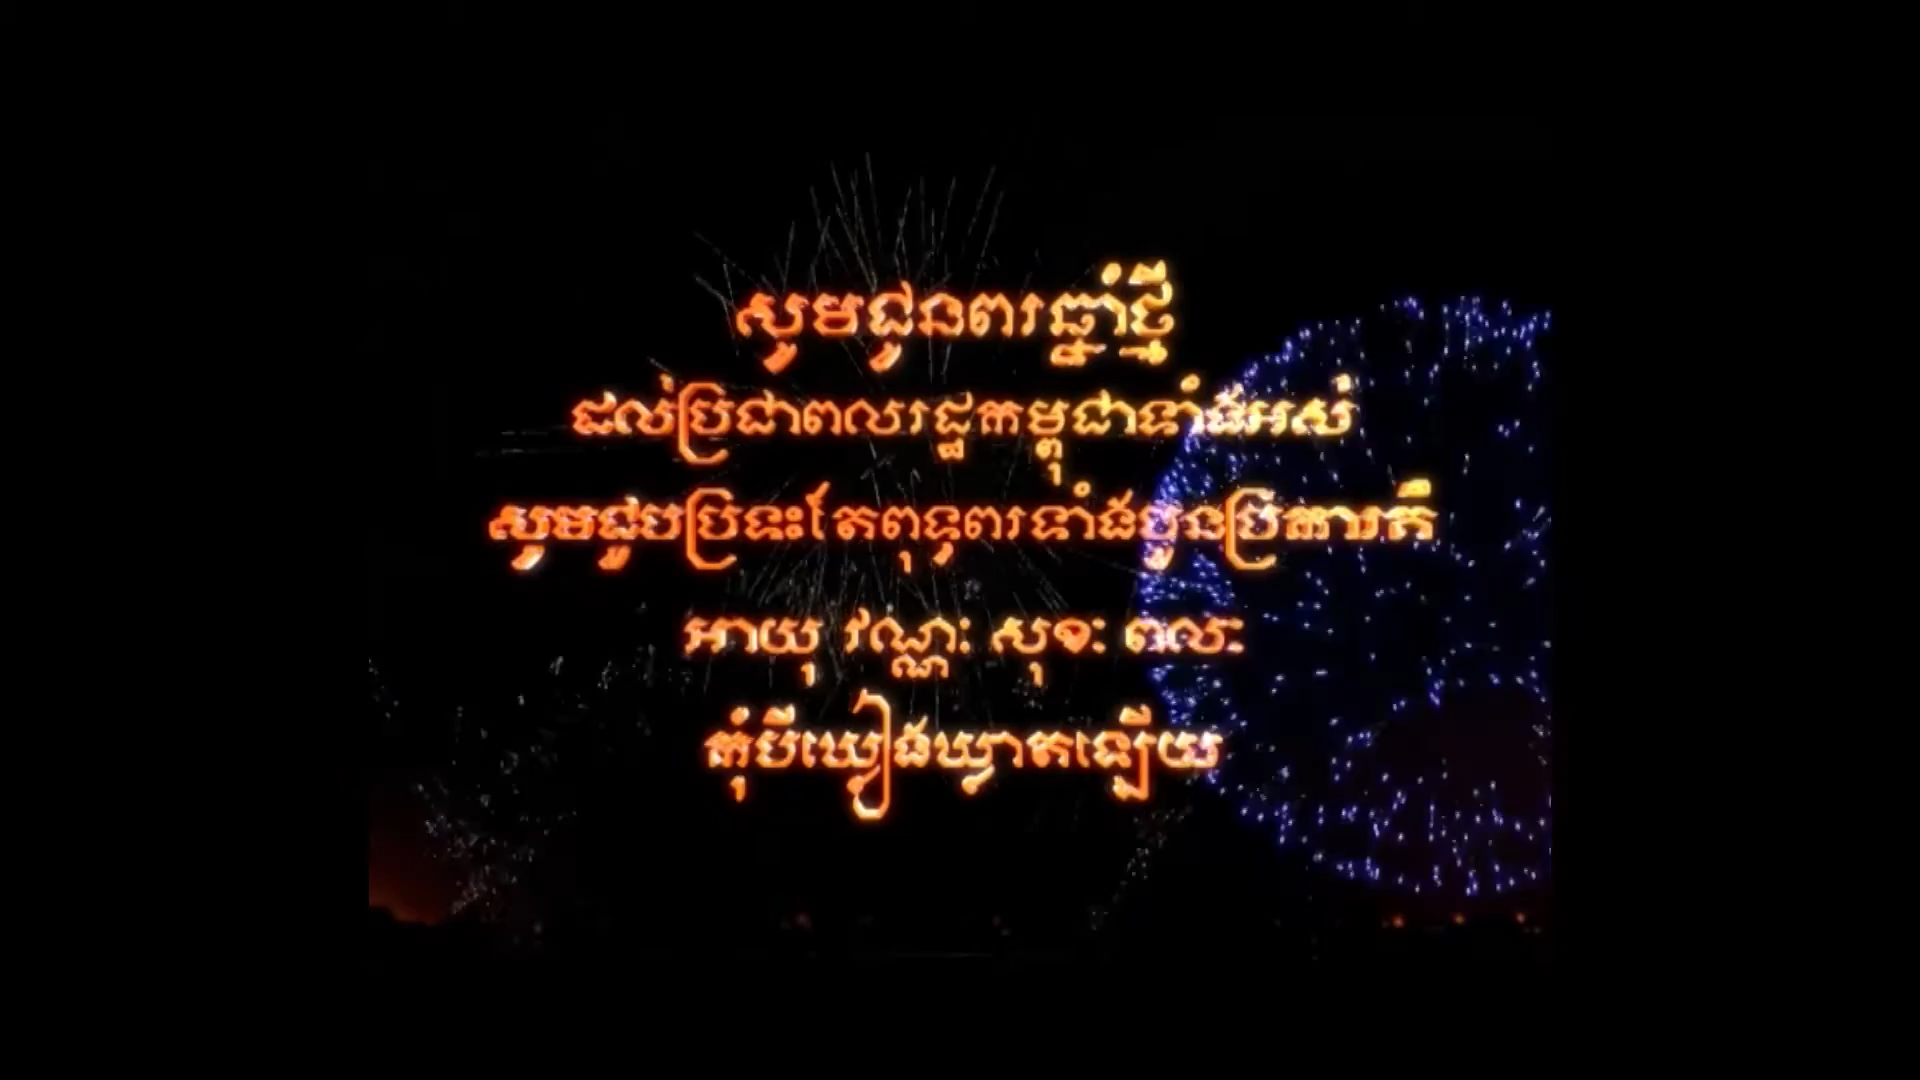 សូមជូនពរឆ្នាំថ្មី
ដល់ប្រជាពលរដ្ឋកម្ពុជាទាំងអស់
សូមជួបប្រទះតែពុទ្ធពរទាំងបួនប្រការគឺ
អាយុ វណ្ណៈ សុខៈ ពលៈ
កុំបីឃ្លៀងឃ្លាតឡើយ